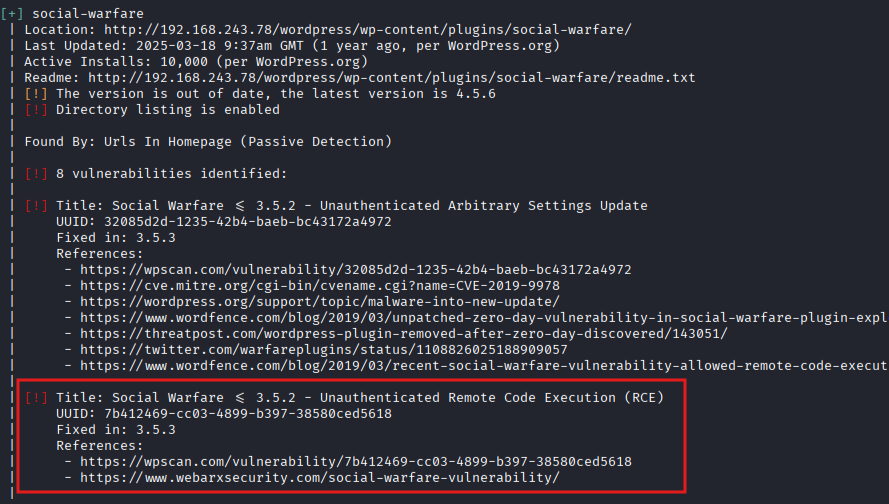 [+] social-warfare
| Location: http://192.168.243.78/wordpress/wp-content/plugins/social-warfare/
| Last Updated: 2025-03-18 9:37am GMT (1 year ago, per WordPress.org)
| Active Installs: 10,000 (per WordPress.org)
| Readme: http://192.168.243.78/wordpress/wp-content/plugins/social-warfare/readme.txt
| [!] The version is out of date, the latest version is 4.5.6
| [!] Directory listing is enabled
|
| Found By: Urls In Homepage (Passive Detection)
|
| [!] 8 vulnerabilities identified:
|
| [!] Title: Social Warfare <= 3.5.2 - Unauthenticated Arbitrary Settings Update
|     UUID: 32085d2d-1235-42b4-baeb-bc43172a4972
|     Fixed in: 3.5.3
|     References:
|      - https://wpscan.com/vulnerability/32085d2d-1235-42b4-baeb-bc43172a4972
|      - https://cve.mitre.org/cgi-bin/cvename.cgi?name=CVE-2019-9978
|      - https://wordpress.org/support/topic/malware-into-new-update/
|      - https://www.wordfence.com/blog/2019/03/unpatched-zero-day-vulnerability-in-social-warfare-plugin-expl
|      - https://threatpost.com/wordpress-plugin-removed-after-zero-day-discovered/143051/
|      - https://twitter.com/warfareplugins/status/1108826025188909057
|      - https://www.wordfence.com/blog/2019/03/recent-social-warfare-vulnerability-allowed-remote-code-execut
|
| [!] Title: Social Warfare <= 3.5.2 - Unauthenticated Remote Code Execution (RCE)
|     UUID: 7b412469-cc03-4899-b397-38580ced5618
|     Fixed in: 3.5.3
|     References:
|      - https://wpscan.com/vulnerability/7b412469-cc03-4899-b397-38580ced5618
|      - https://www.webarxsecurity.com/social-warfare-vulnerability/
|